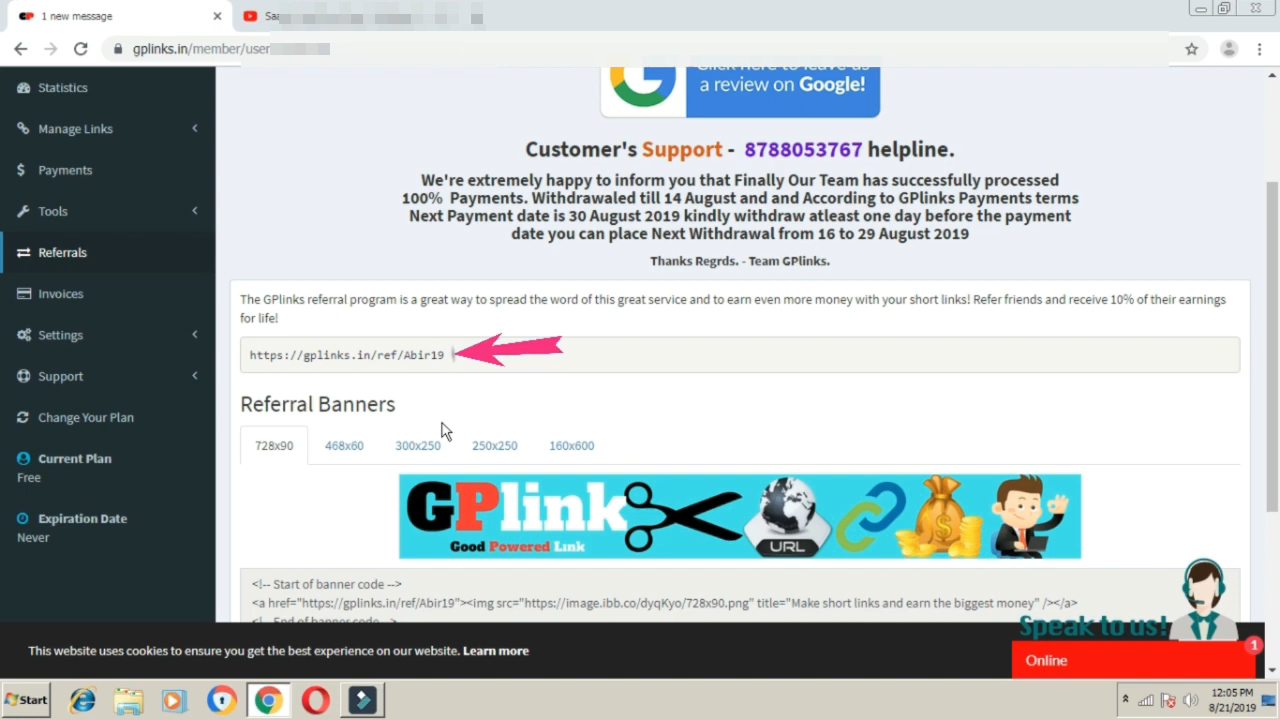 1 new message
Saa
gplinks.in/member/user
Statistics
Manage Links
Payments
Tools
Referrals
Invoices
Settings
Support
Change Your Plan
Current Plan
Free
Expiration Date
Never
a review on Google!
Customer's Support - 8788053767 helpline.
We're extremely happy to inform you that Finally Our Team has successfully processed
100% Payments. Withdrawaled till 14 August and and According to GPlinks Payments terms
Next Payment date is 30 August 2019 kindly withdraw atleast one day before the payment
date you can place Next Withdrawal from 16 to 29 August 2019
Thanks Regrds. - Team GPlinks.
The GPlinks referral program is a great way to spread the word of this great service and to earn even more money with your short links! Refer friends and receive 10% of their earnings
for life!
https://gplinks.in/ref/Abir19
Referral Banners
728x90 468x60 300x250 250x250 160x600
GPlink
Good Powered Link
URL
$
<!-- Start of banner code -->
<a href="https://gplinks.in/ref/Abir19"><img src="https://image.ibb.co/dyqKyo/728x90.png" title="Make short links and earn the biggest money" /></a>
<!-- End of banner code -->
Speak to us!
1
Online
This website uses cookies to ensure you get the best experience on our website. Learn more
Start
12:05 PM
8/21/2019